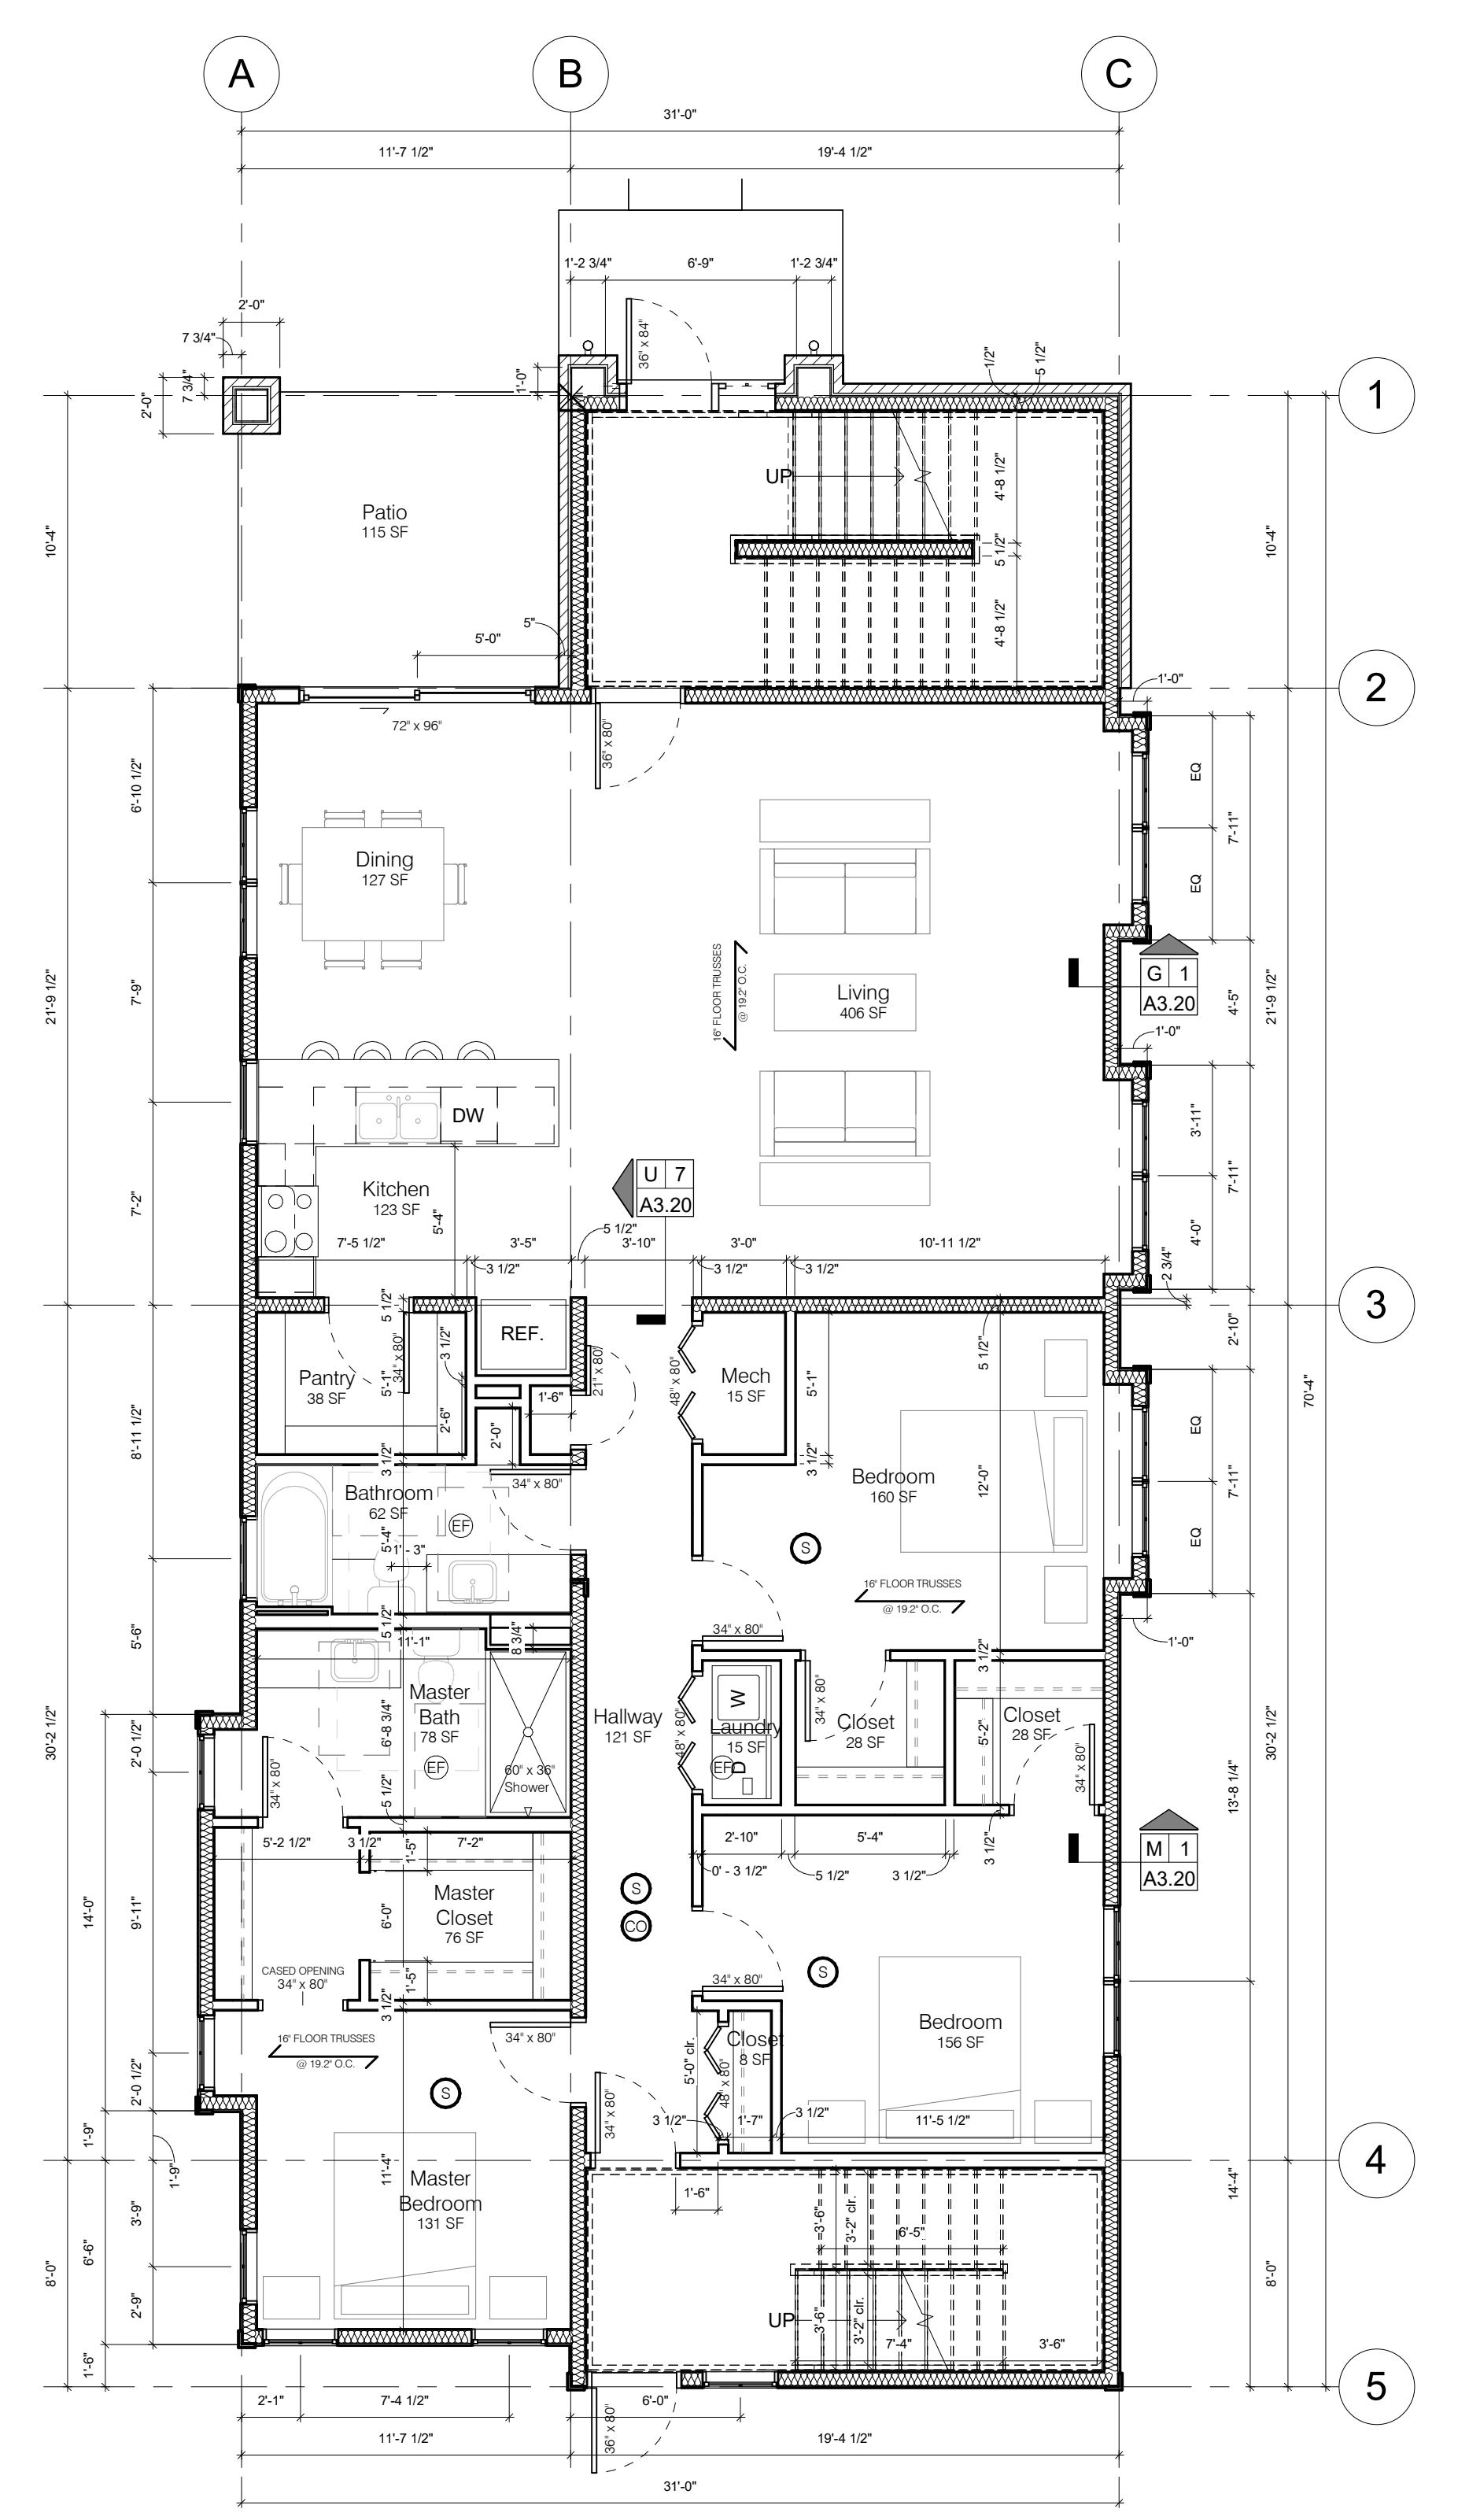 A
B
C
31'-0"
11'-7 1/2"
19'-4 1/2"
1'-2 3/4"
6'-9"
1'-2 3/4"
2'-0"
7 3/4"
36" x 84"
1'-0"
1/2"
5 1/2"
2'-0"
7 3/4"
1
UP
4'-8 1/2"
Patio
115 SF
10'-4"
5 1/2"
10'-4"
5"
5'-0"
4'-8 1/2"
2
1'-0"
72" x 96"
36" x 80"
6'-10 1/2"
EQ
7'-11"
Dining
127 SF
EQ
16" FLOOR TRUSSES
@ 19.2" O.C.
G
1
A3.20
Living
406 SF
7'-9"
21'-9 1/2"
4'-5"
21'-9 1/2"
1'-0"
DW
3'-11"
U
7
A3.20
Kitchen
123 SF
7'-2"
5'-4"
7'-11"
4'-0"
5 1/2"
7'-5 1/2"
3'-5"
3'-10"
3'-0"
10'-11 1/2"
3 1/2"
3 1/2"
3 1/2"
2 3/4"
3
5 1/2"
REF.
3 1/2"
34" x 80"
5 1/2"
2'-10"
Pantry
38 SF
5'-1"
21" x 80"
48" x 80"
Mech
15 SF
5'-1"
70'-4"
1'-6"
2'-6"
2'-0"
8'-11 1/2"
EQ
3 1/2"
3 1/2"
34" x 80"
Bedroom
160 SF
12'-0"
7'-11"
Bathroom
62 SF
EF
5'-4"
1' - 3"
S
EQ
16" FLOOR TRUSSES
@ 19.2" O.C.
5 1/2"
5'-6"
11'-1"
8 3/4"
34" x 80"
1'-0"
3 1/2"
Master
Bath
78 SF
EF
6'-8 3/4"
Hallway
121 SF
48" x 80"
W
Laundry
15 SF
EF
D
34" x 80"
Closet
28 SF
5'-2"
Closet
28 SF
34" x 80"
30'-2 1/2"
2'-0 1/2"
30'-2 1/2"
34" x 80"
60" x 36"
Shower
5 1/2"
13'-8 1/4"
5'-2 1/2"
3 1/2"
7'-2"
1'-5"
2'-10"
5'-4"
3 1/2"
M
1
A3.20
0' - 3 1/2"
5 1/2"
3 1/2"
Master
Closet
76 SF
6'-0"
S
CO
14'-0"
9'-11"
CASED OPENING
34" x 80"
1'-5"
S
34" x 80"
3 1/2"
Bedroom
156 SF
16" FLOOR TRUSSES
@ 19.2" O.C.
34" x 80"
Closet
8 SF
5'-0" clr.
48" x 80"
2'-0 1/2"
S
34" x 80"
3 1/2"
1'-7"
3 1/2"
11'-5 1/2"
1'-9"
1'-9"
4
11'-4"
Master
Bedroom
131 SF
14'-4"
1'-6"
3'-6"
3'-2" clr.
6'-5"
3'-9"
6'-6"
8'-0"
8'-0"
2'-9"
UP
3'-6"
3'-2" clr.
7'-4"
3'-6"
1'-6"
5
2'-1"
7'-4 1/2"
6'-0"
36" x 80"
11'-7 1/2"
19'-4 1/2"
31'-0"